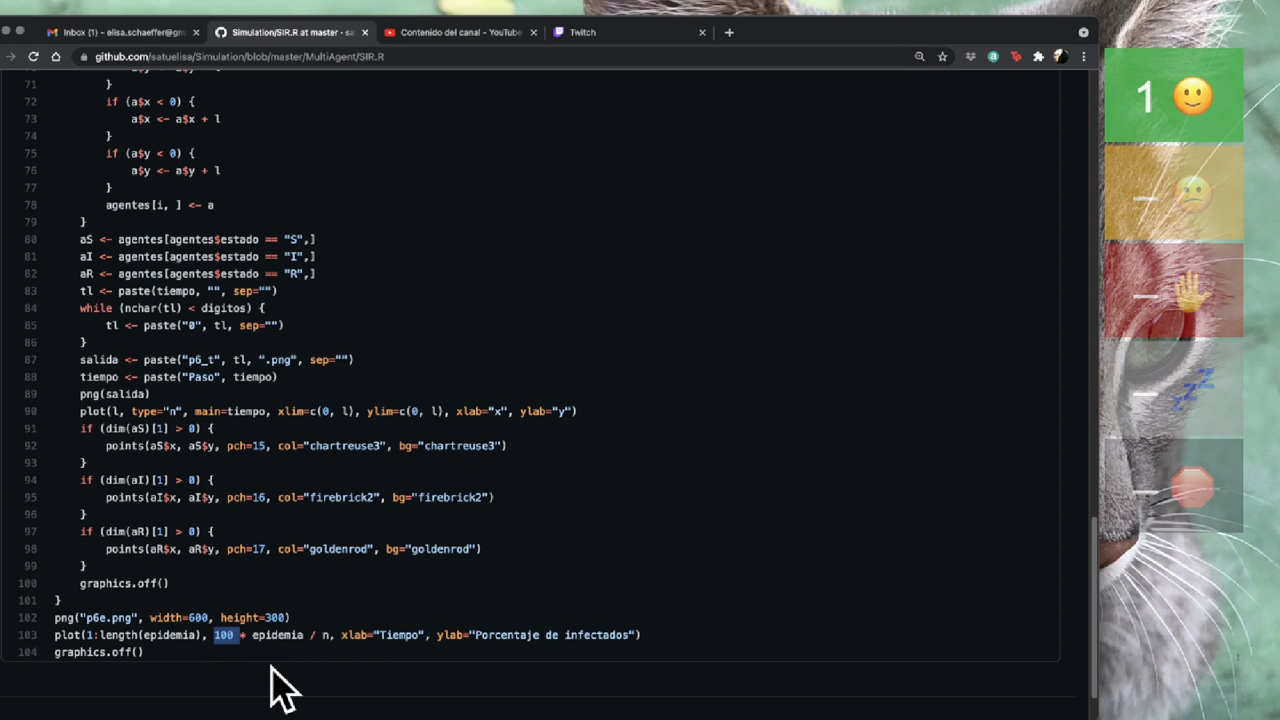 Inbox (1) – elisa.schaeffer@gm
Simulation/SIR.R at master · sa
Contenido del canal - YouTube
Twitch
github.com/satuelisa/Simulation/blob/master/MultiAgent/SIR.R
71 }
72 if (a$x < 0) {
73 a$x <- a$x + l
74 }
75 if (a$y < 0) {
76 a$y <- a$y + l
77 }
78 agentes[i, ] <- a
79 }
80 aS <- agentes[agentes$estado == "S",]
81 aI <- agentes[agentes$estado == "I",]
82 aR <- agentes[agentes$estado == "R",]
83 tl <- paste(tiempo, "", sep="")
84 while (nchar(tl) < digitos) {
85 tl <- paste("0", tl, sep="")
86 }
87 salida <- paste("p6_t", tl, ".png", sep="")
88 tiempo <- paste("Paso", tiempo)
89 png(salida)
90 plot(l, type="n", main=tiempo, xlim=c(0, l), ylim=c(0, l), xlab="x", ylab="y")
91 if (dim(aS)[1] > 0) {
92 points(aS$x, aS$y, pch=15, col="chartreuse3", bg="chartreuse3")
93 }
94 if (dim(aI)[1] > 0) {
95 points(aI$x, aI$y, pch=16, col="firebrick2", bg="firebrick2")
96 }
97 if (dim(aR)[1] > 0) {
98 points(aR$x, aR$y, pch=17, col="goldenrod", bg="goldenrod")
99 }
100 graphics.off()
101 }
102 png("p6e.png", width=600, height=300)
103 plot(1:length(epidemia), 100 * epidemia / n, xlab="Tiempo", ylab="Porcentaje de infectados")
104 graphics.off()
1